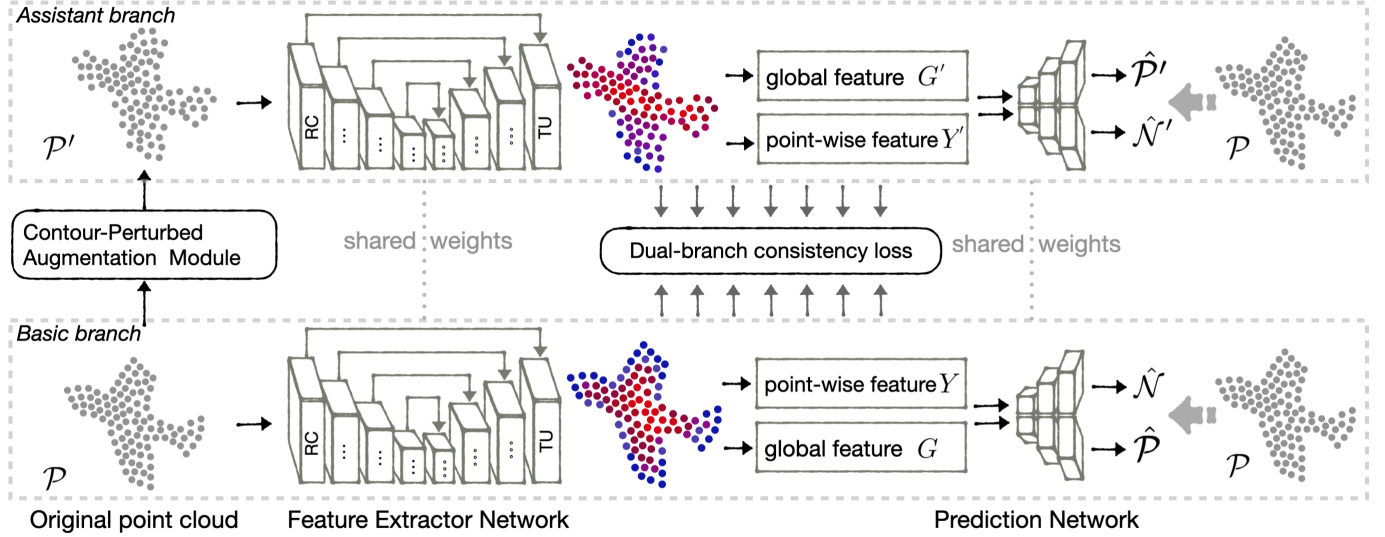 Assistant branch
RC
...
...
...
...
...
...
TU
global feature G′
point-wise feature Y′
P̂′
N̂′
P′
P
Contour-Perturbed
Augmentation Module
shared weights
Dual-branch consistency loss
shared weights
Basic branch
RC
...
...
...
...
...
...
TU
point-wise feature Y
global feature G
N̂
P̂
P
P
Original point cloud
Feature Extractor Network
Prediction Network